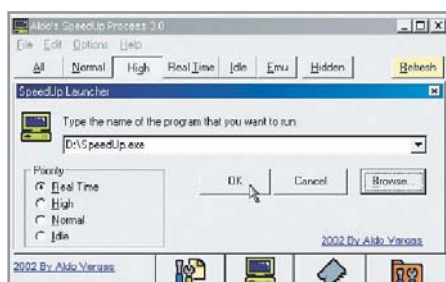 Aldo's SpeedUp Process 3.0
File Edit Options Help
All Normal High Real Time Idle Emu Hidden Refresh
SpeedUp Launcher
Type the name of the program that you want to run
D:\SpeedUp.exe
Priority
Real Time
High
Normal
Idle
OK Cancel Browse...
2002 By Aldo Vargas
2002 By Aldo Vargas